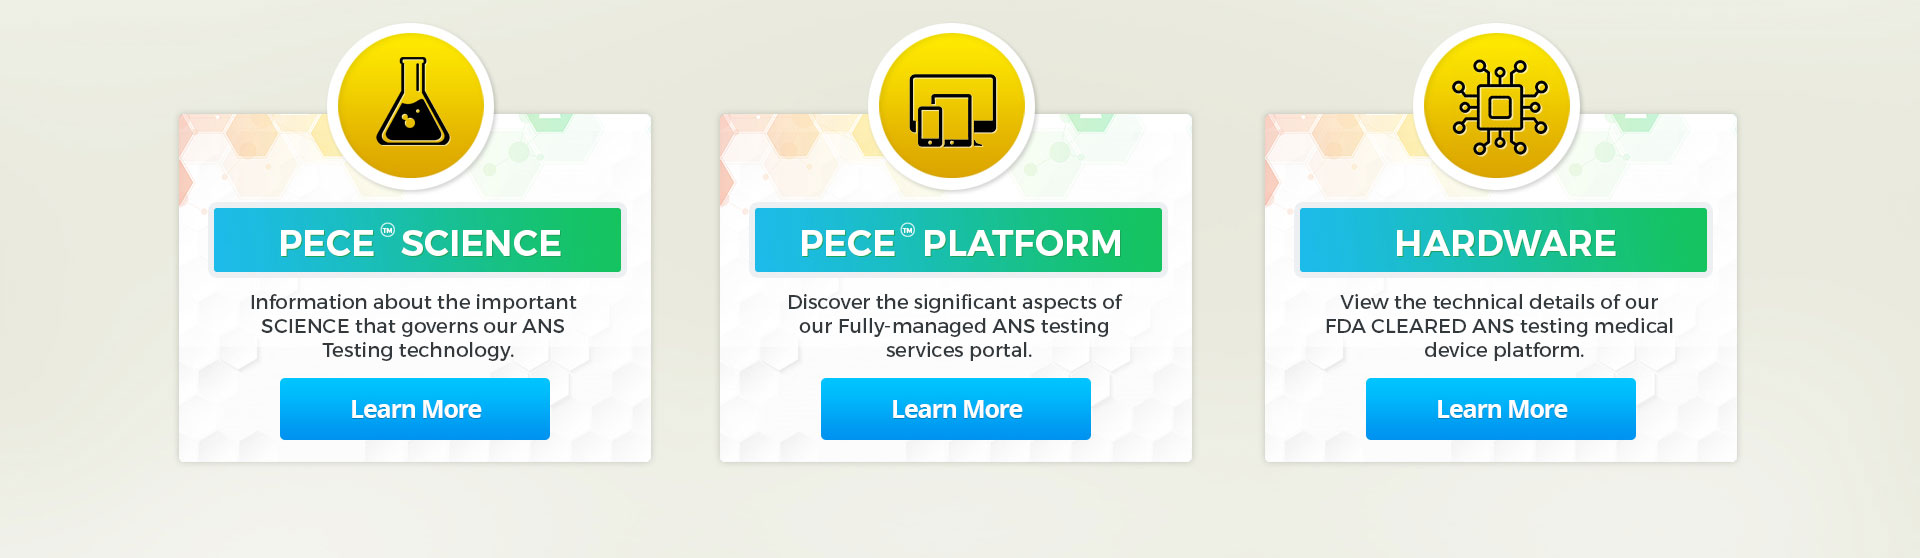 PECE™ SCIENCE
Information about the important
SCIENCE that governs our ANS
Testing technology.
Learn More
PECE™ PLATFORM
Discover the significant aspects of
our Fully-managed ANS testing
services portal.
Learn More
HARDWARE
View the technical details of our
FDA CLEARED ANS testing medical
device platform.
Learn More